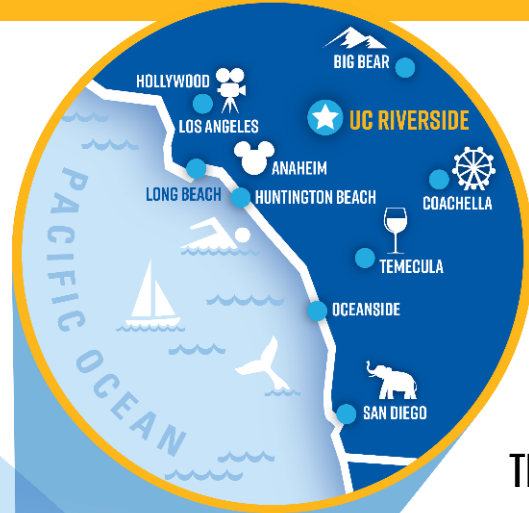 BIG BEAR
HOLLYWOOD
LOS ANGELES
UC RIVERSIDE
ANAHEIM
LONG BEACH
HUNTINGTON BEACH
COACHELLA
TEMECULA
OCEANSIDE
SAN DIEGO
PACIFIC OCEAN